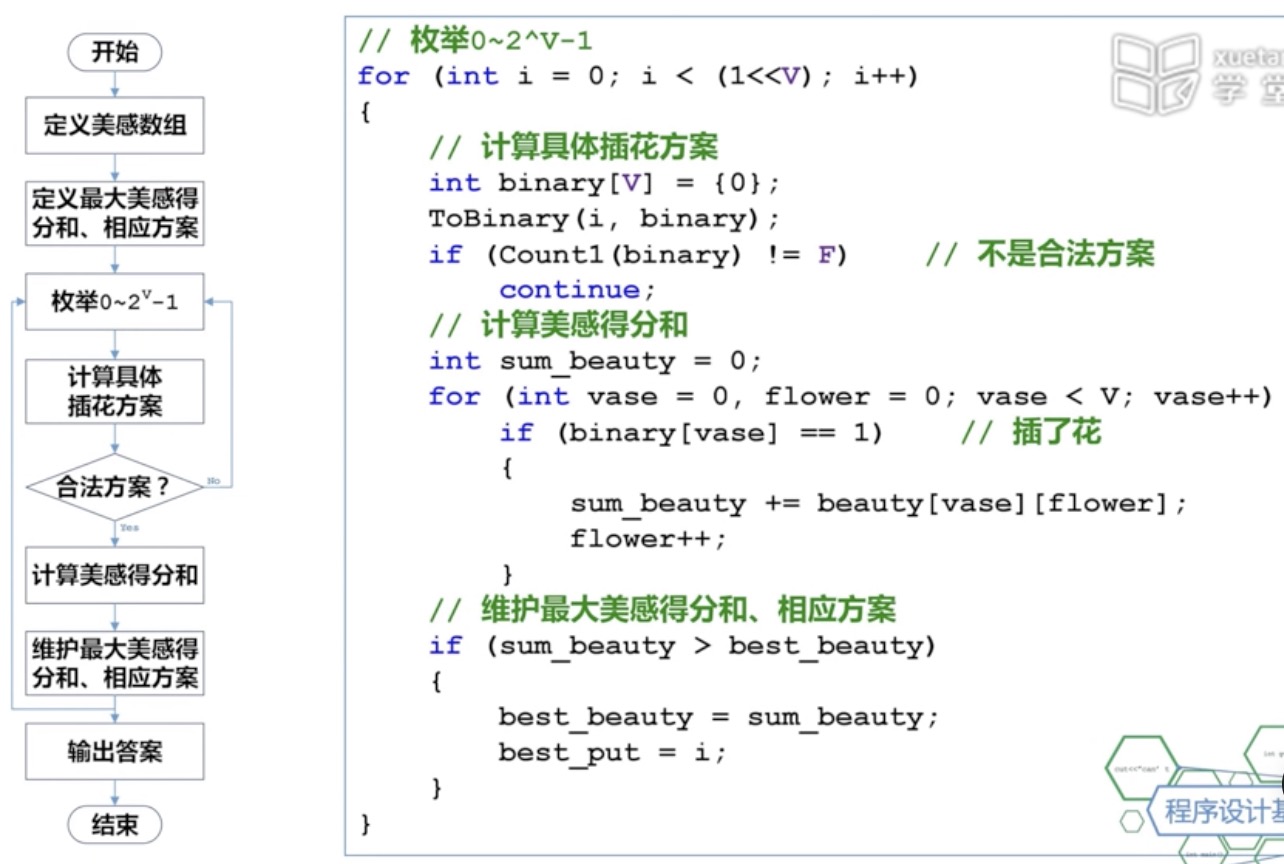 开始
定义美感数组
定义最大美感得
分和、相应方案
枚举0~2^V-1
计算具体
插花方案
合法方案？
No
Yes
计算美感得分和
维护最大美感得
分和、相应方案
输出答案
结束
// 枚举0~2^V-1
for (int i = 0; i < (1<<V); i++)
{
// 计算具体插花方案
int binary[V] = {0};
ToBinary(i, binary);
if (Count1(binary) != F) // 不是合法方案
continue;
// 计算美感得分和
int sum_beauty = 0;
for (int vase = 0, flower = 0; vase < V; vase++)
if (binary[vase] == 1) // 插了花
{
sum_beauty += beauty[vase][flower];
flower++;
}
// 维护最大美感得分和、相应方案
if (sum_beauty > best_beauty)
{
best_beauty = sum_beauty;
best_put = i;
}
}
xueta
学堂
cout<<"can' t
程序设计基